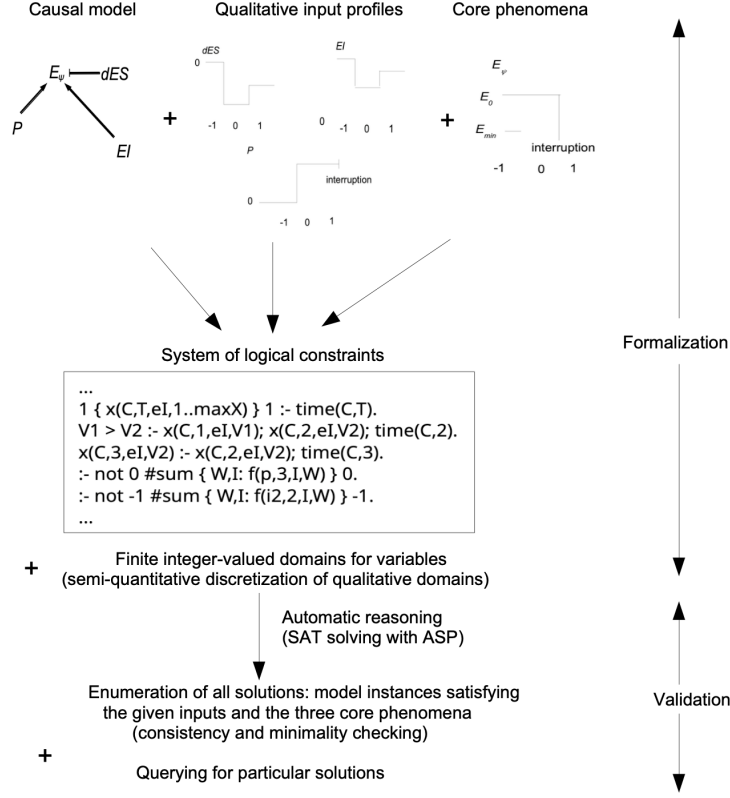 Causal model
Qualitative input profiles
Core phenomena
Eψ
dES
P
EI
+
dES
0
-1 0 1
EI
0
-1 0 1
P
interruption
0
-1 0 1
+
Eψ
E0
Emin
interruption
-1 0 1
Formalization
System of logical constraints
...
1 { x(C,T,eI,1..maxX) } 1 :- time(C,T).
V1 > V2 :- x(C,1,eI,V1); x(C,2,eI,V2); time(C,2).
x(C,3,eI,V2) :- x(C,2,eI,V2); time(C,3).
:- not 0 #sum { W,I: f(p,3,I,W) } 0.
:- not -1 #sum { W,I: f(i2,2,I,W) } -1.
...
+
Finite integer-valued domains for variables
(semi-quantitative discretization of qualitative domains)
Automatic reasoning
(SAT solving with ASP)
Enumeration of all solutions: model instances satisfying
the given inputs and the three core phenomena
(consistency and minimality checking)
Validation
+
Querying for particular solutions